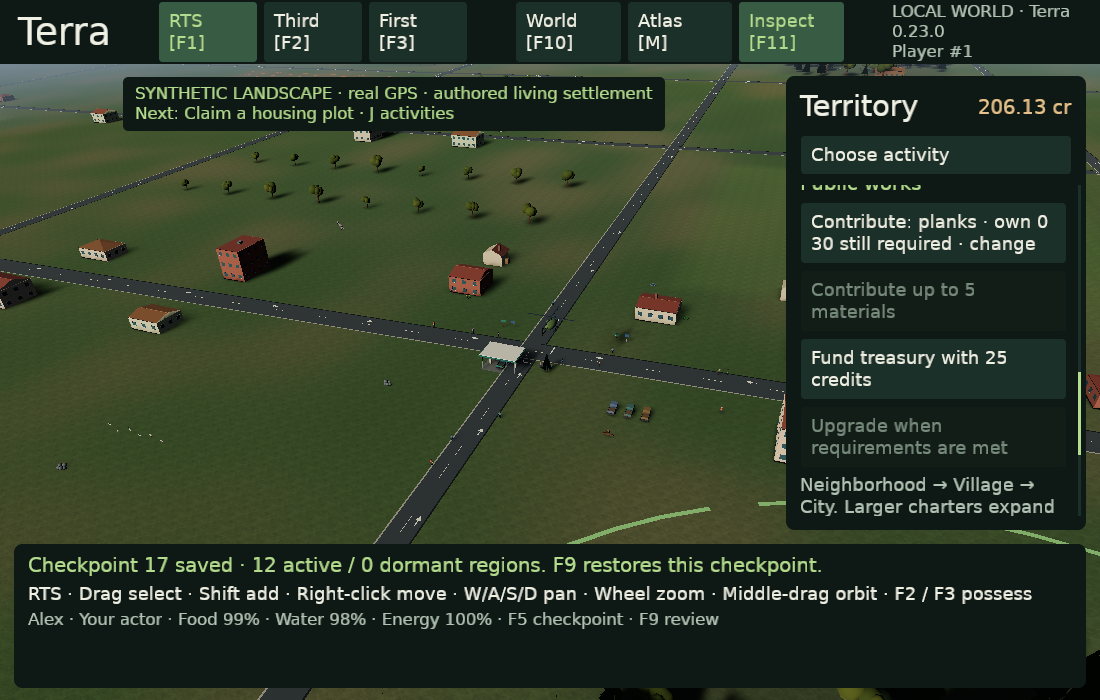 Terra
RTS
[F1]
Third
[F2]
First
[F3]
World
[F10]
Atlas
[M]
Inspect
[F11]
LOCAL WORLD · Terra
0.23.0
Player #1
SYNTHETIC LANDSCAPE · real GPS · authored living settlement
Next: Claim a housing plot · J activities
Territory
206.13 cr
Choose activity
Public works
Contribute: planks · own 0
30 still required · change
Contribute up to 5
materials
Fund treasury with 25
credits
Upgrade when
requirements are met
Neighborhood → Village →
City. Larger charters expand
Checkpoint 17 saved · 12 active / 0 dormant regions. F9 restores this checkpoint.
RTS · Drag select · Shift add · Right-click move · W/A/S/D pan · Wheel zoom · Middle-drag orbit · F2 / F3 possess
Alex · Your actor · Food 99% · Water 98% · Energy 100% · F5 checkpoint · F9 review